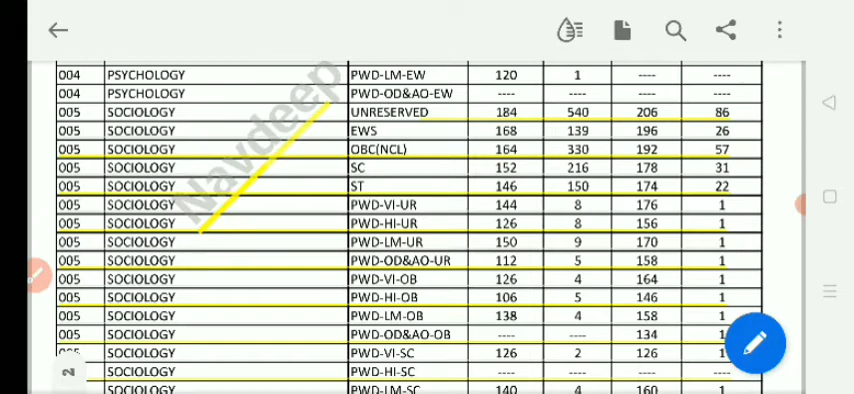 004 PSYCHOLOGY PWD-LM-EW 120 1 ---- ----
004 PSYCHOLOGY PWD-OD&AO-EW ---- ---- ---- ----
005 SOCIOLOGY UNRESERVED 184 540 206 86
005 SOCIOLOGY EWS 168 139 196 26
005 SOCIOLOGY OBC(NCL) 164 330 192 57
005 SOCIOLOGY SC 152 216 178 31
005 SOCIOLOGY ST 146 150 174 22
005 SOCIOLOGY PWD-VI-UR 144 8 176 1
005 SOCIOLOGY PWD-HI-UR 126 8 156 1
005 SOCIOLOGY PWD-LM-UR 150 9 170 1
005 SOCIOLOGY PWD-OD&AO-UR 112 5 158 1
005 SOCIOLOGY PWD-VI-OB 126 4 164 1
005 SOCIOLOGY PWD-HI-OB 106 5 146 1
005 SOCIOLOGY PWD-LM-OB 138 4 158 1
005 SOCIOLOGY PWD-OD&AO-OB ---- ---- 134 1
005 SOCIOLOGY PWD-VI-SC 126 2 126 1
SOCIOLOGY PWD-HI-SC ---- ---- ---- ----
SOCIOLOGY PWD-LM-SC 140 4 160 1
Navdeep
2